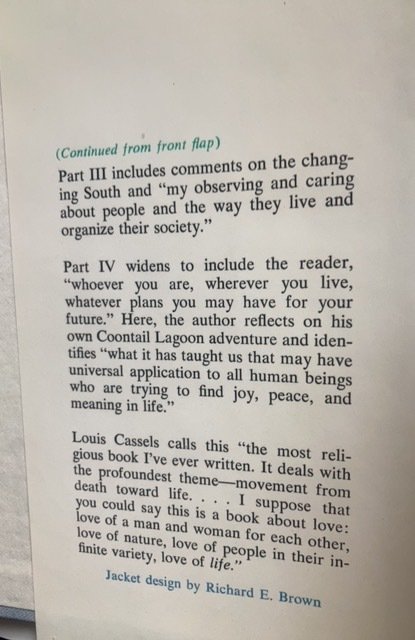 (Continued from front flap)
Part III includes comments on the chang-
ing South and “my observing and caring
about people and the way they live and
organize their society.”
Part IV widens to include the reader,
“whoever you are, wherever you live,
whatever plans you may have for your
future.” Here, the author reflects on his
own Coontail Lagoon adventure and iden-
tifies “what it has taught us that may have
universal application to all human beings
who are trying to find joy, peace, and
meaning in life.”
Louis Cassels calls this “the most reli-
gious book I’ve ever written. It deals with
the profoundest theme—movement from
death toward life. . . . I suppose that
you could say this is a book about love:
love of a man and woman for each other,
love of nature, love of people in their in-
finite variety, love of life.”
Jacket design by Richard E. Brown